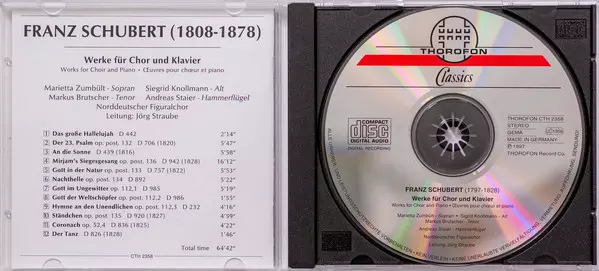 FRANZ SCHUBERT (1808-1878)
Werke für Chor und Klavier
Works for Choir and Piano · Œuvres pour chœur et piano
Marietta Zumbült - Sopran Siegrid Knollmann - Alt
Markus Brutscher - Tenor Andreas Staier - Hammerflügel
Norddeutscher Figuralchor
Leitung: Jörg Straube
1 Das große Hallelujah D 442 2'14"
2 Der 23. Psalm op. post. 132 D 706 (1820) 5'47"
3 An die Sonne D 439 (1816) 5'58"
4 Mirjam's Siegesgesang op. post. 136 D 942 (1828) 16'12"
5 Gott in der Natur op. post. 133 D 757 (1822) 5'53"
6 Nachthelle op. post. 134 D 892 5'22"
7 Gott im Ungewitter op. post. 112,1 D 985 5'19"
8 Gott der Weltschöpfer op. post. 112,2 D 986 1'55"
9 Hymne an den Unendlichen op. post. 112,3 D 232 4'16"
10 Ständchen op. post. 135 D 920 (1827) 4'59"
11 Coronach op. 52,4 D 836 (1825) 4'22"
12 Der Tanz D 826 (1828) 1'46"
Total time 64'42"
CTH 2358
THOROFON
Classics
COMPACT
disc
DIGITAL AUDIO
DIGITAL RECORDING
THOROFON CTH 2358
STEREO
GEMA
MADE IN GERMANY
℗ 1997
THOROFON Record CJ
FRANZ SCHUBERT (1797-1828)
Werke für Chor und Klavier
Works for Choir and Piano · Œuvres pour chœur et piano
Marietta Zumbült - Sopran · Siegrid Knollmann - Alt
Markus Brutscher - Tenor
Andreas Staier - Hammerflügel
Norddeutscher Figuralchor
Leitung: Jörg Straube